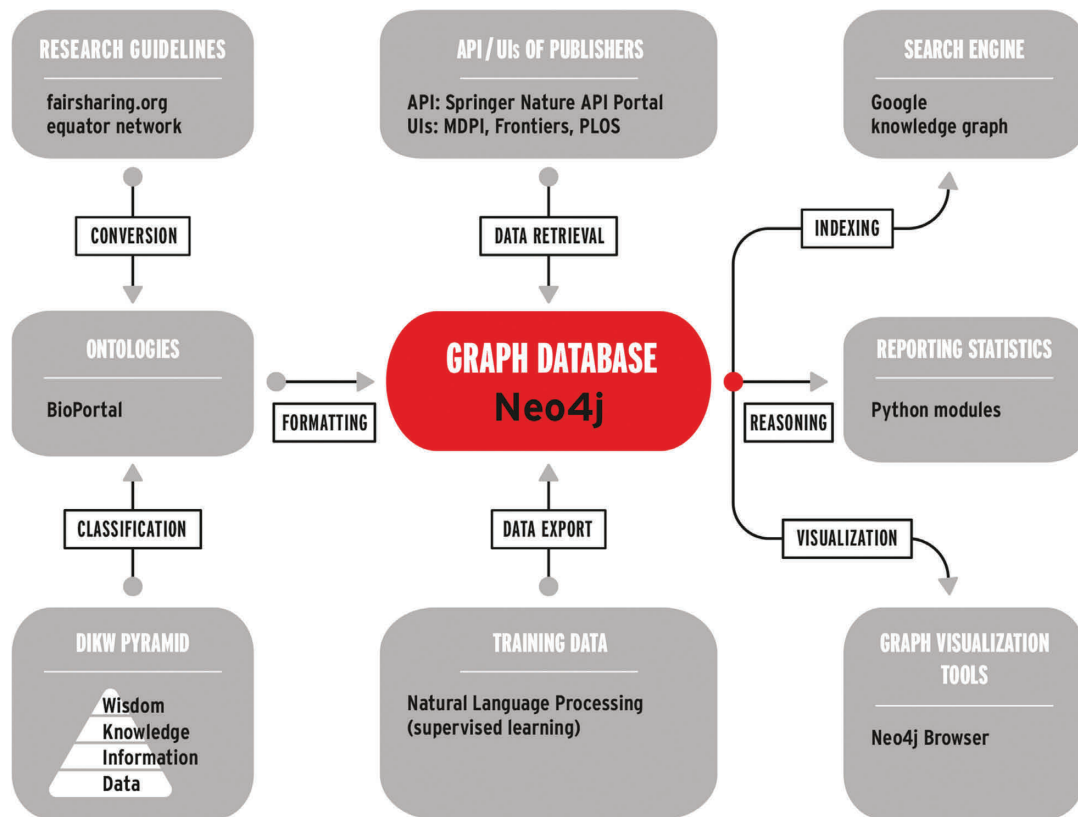 RESEARCH GUIDELINES
fairsharing.org
equator network
API / UIs OF PUBLISHERS
API: Springer Nature API Portal
UIs: MDPI, Frontiers, PLOS
SEARCH ENGINE
Google
knowledge graph
CONVERSION
DATA RETRIEVAL
INDEXING
ONTOLOGIES
BioPortal
FORMATTING
GRAPH DATABASE
Neo4j
REASONING
REPORTING STATISTICS
Python modules
CLASSIFICATION
DATA EXPORT
VISUALIZATION
DIKW PYRAMID
Wisdom
Knowledge
Information
Data
TRAINING DATA
Natural Language Processing
(supervised learning)
GRAPH VISUALIZATION
TOOLS
Neo4j Browser